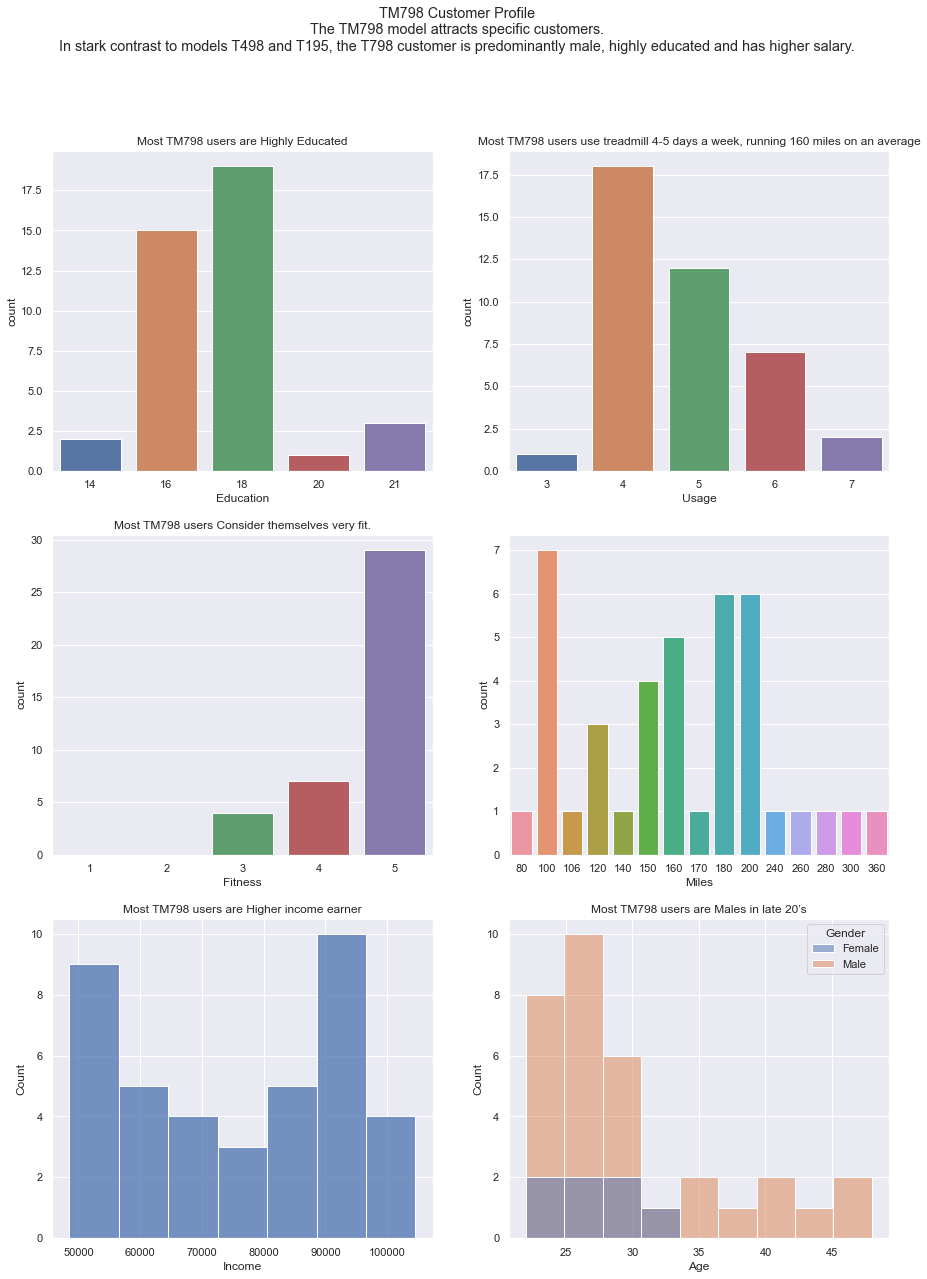 TM798 Customer Profile
The TM798 model attracts specific customers.
In stark contrast to models T498 and T195, the T798 customer is predominantly male, highly educated and has higher salary.
Most TM798 users are Highly Educated
17.5
15.0
12.5
10.0
7.5
5.0
2.5
0.0
count
14 16 18 20 21
Education
Most TM798 users use treadmill 4-5 days a week, running 160 miles on an average
17.5
15.0
12.5
10.0
7.5
5.0
2.5
0.0
count
3 4 5 6 7
Usage
Most TM798 users Consider themselves very fit.
30
25
20
15
10
5
0
count
1 2 3 4 5
Fitness
7
6
5
4
3
2
1
0
count
80 100 106 120 140 150 160 170 180 200 240 260 280 300 360
Miles
Most TM798 users are Higher income earner
10
8
6
4
2
0
Count
50000 60000 70000 80000 90000 100000
Income
Most TM798 users are Males in late 20's
Gender
Female
Male
10
8
6
4
2
0
Count
25 30 35 40 45
Age